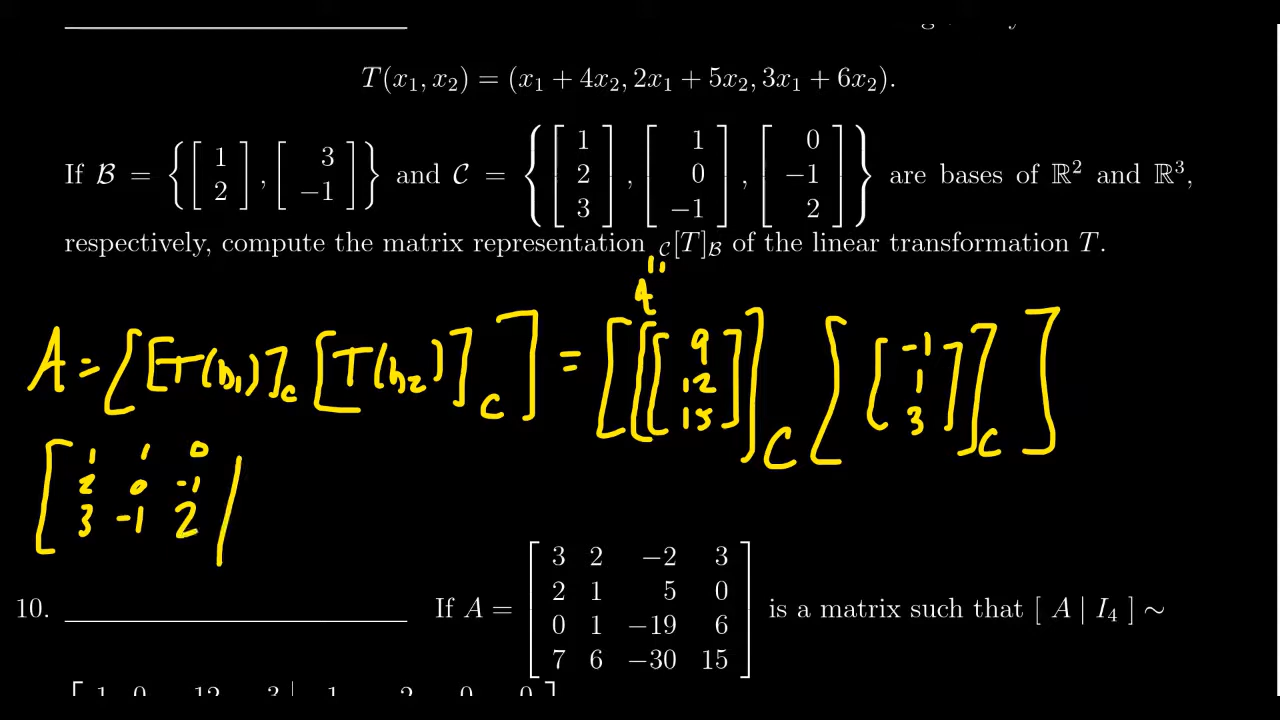 T(x₁, x₂) = (x₁ + 4x₂, 2x₁ + 5x₂, 3x₁ + 6x₂).
If B = { [1 2], [3 −1] } and C = { [1 2 3], [1 0 −1], [0 −1 2] } are bases of ℝ² and ℝ³,
respectively, compute the matrix representation C[T]B of the linear transformation T.
A = [ [T(b₁)]C [T(b₂)]C ] = [ [[9 12 15]]C [[-1 1 3]]C ]
[ 1 1 0 |
2 0 -1
3 -1 2
10. ____ If A = [ 3 2 −2 3
2 1 5 0
0 1 −19 6
7 6 −30 15 ] is a matrix such that [ A | I₄ ] ∼